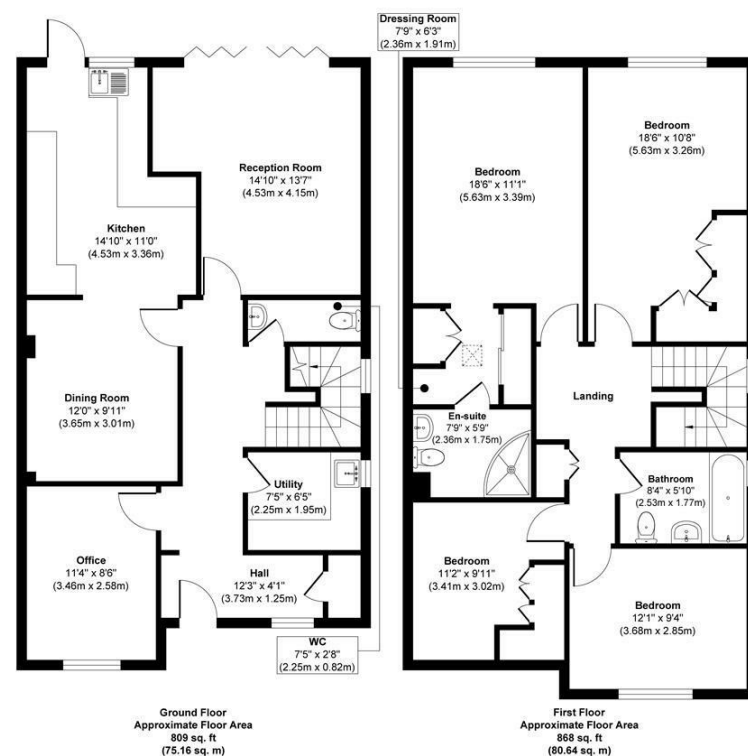 Dressing Room
7'9" x 6'3"
(2.36m x 1.91m)
Reception Room
14'10" x 13'7"
(4.53m x 4.15m)
Kitchen
14'10" x 11'0"
(4.53m x 3.36m)
Dining Room
12'0" x 9'11"
(3.65m x 3.01m)
Utility
7'5" x 6'5"
(2.25m x 1.95m)
Office
11'4" x 8'6"
(3.46m x 2.58m)
Hall
12'3" x 4'1"
(3.73m x 1.25m)
WC
7'5" x 2'8"
(2.25m x 0.82m)
Ground Floor
Approximate Floor Area
809 sq. ft
(75.16 sq. m)
Bedroom
18'6" x 11'1"
(5.63m x 3.39m)
Bedroom
18'6" x 10'8"
(5.63m x 3.26m)
Landing
En-suite
7'9" x 5'9"
(2.36m x 1.75m)
Bathroom
8'4" x 5'10"
(2.53m x 1.77m)
Bedroom
11'2" x 9'11"
(3.41m x 3.02m)
Bedroom
12'1" x 9'4"
(3.68m x 2.85m)
First Floor
Approximate Floor Area
868 sq. ft
(80.64 sq. m)